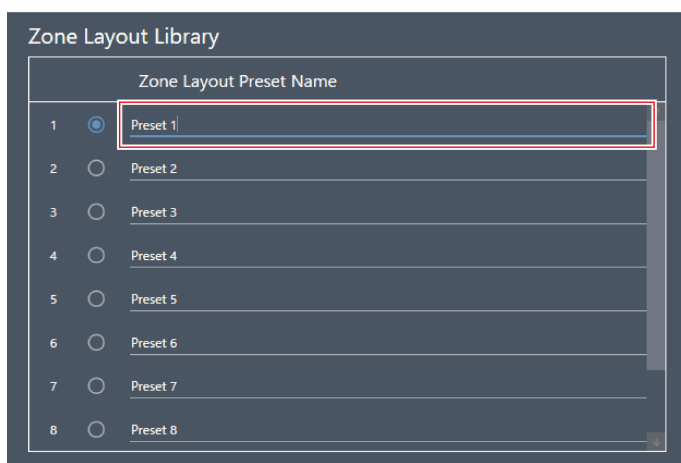 Zone Layout Library
Zone Layout Preset Name
1 Preset 1
2 Preset 2
3 Preset 3
4 Preset 4
5 Preset 5
6 Preset 6
7 Preset 7
8 Preset 8